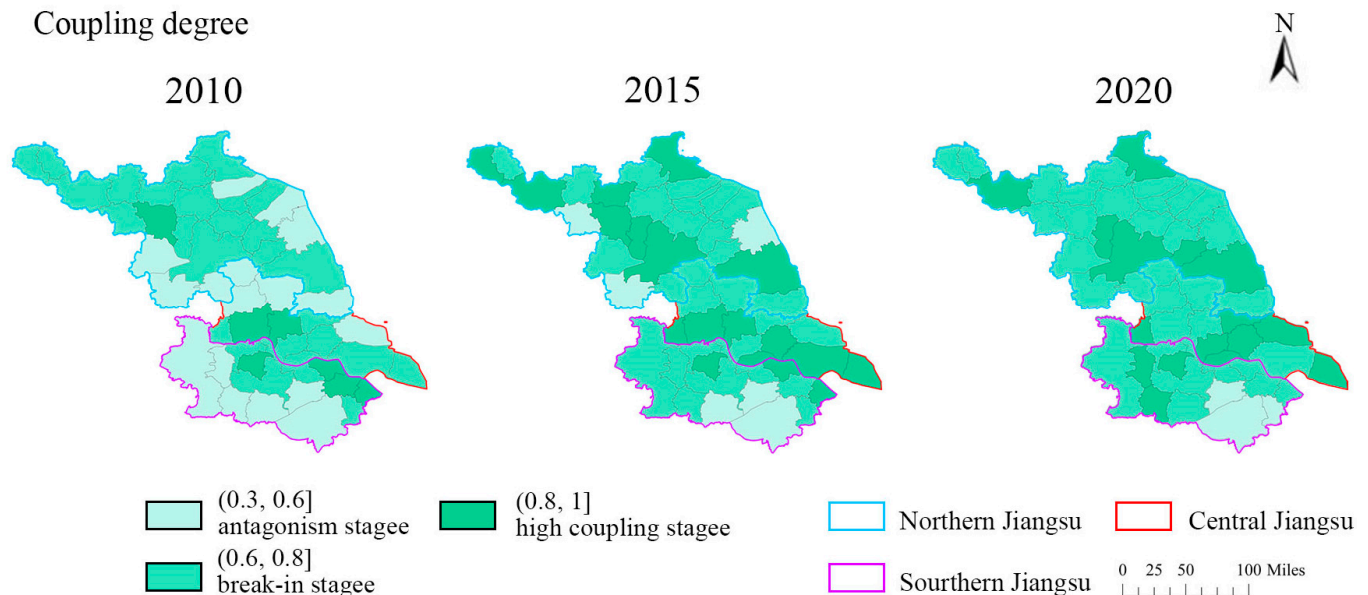 Coupling degree
N
2010
2015
2020
(0.3, 0.6]
antagonism stagee
(0.8, 1]
high coupling stagee
(0.6, 0.8]
break-in stagee
Northern Jiangsu
Central Jiangsu
Sourthern Jiangsu
0 25 50 100 Miles